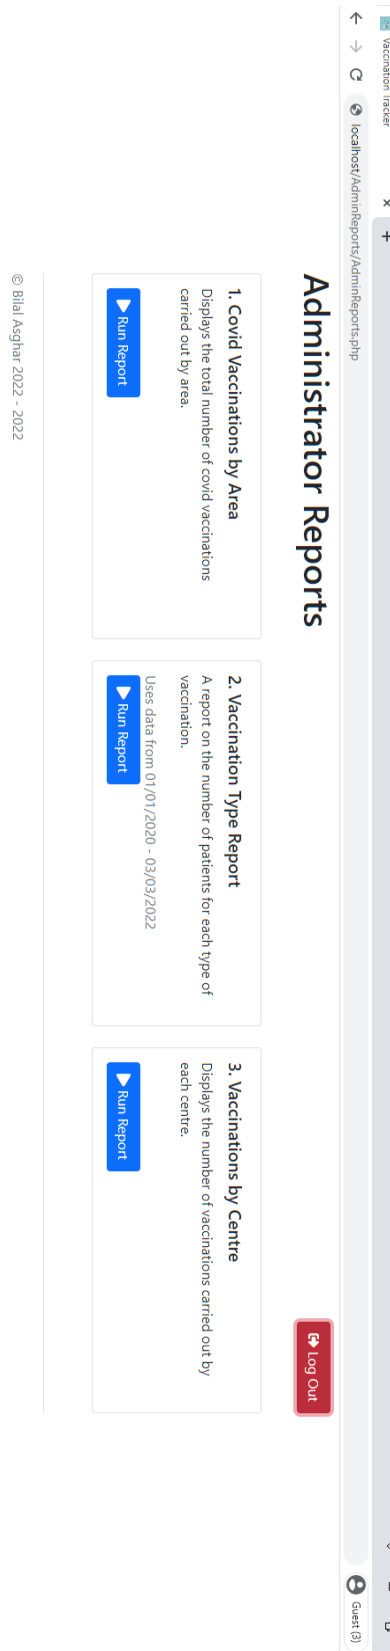 Vaccination Tracker
localhost/AdminReports/AdminReports.php
Guest (3)
Administrator Reports
Log Out
1. Covid Vaccinations by Area
Displays the total number of covid vaccinations
carried out by area.
Run Report
2. Vaccination Type Report
A report on the number of patients for each type of
vaccination.
Uses data from 01/01/2020 - 03/03/2022
Run Report
3. Vaccinations by Centre
Displays the number of vaccinations carried out by
each centre.
Run Report
© Bilal Asghar 2022 - 2022